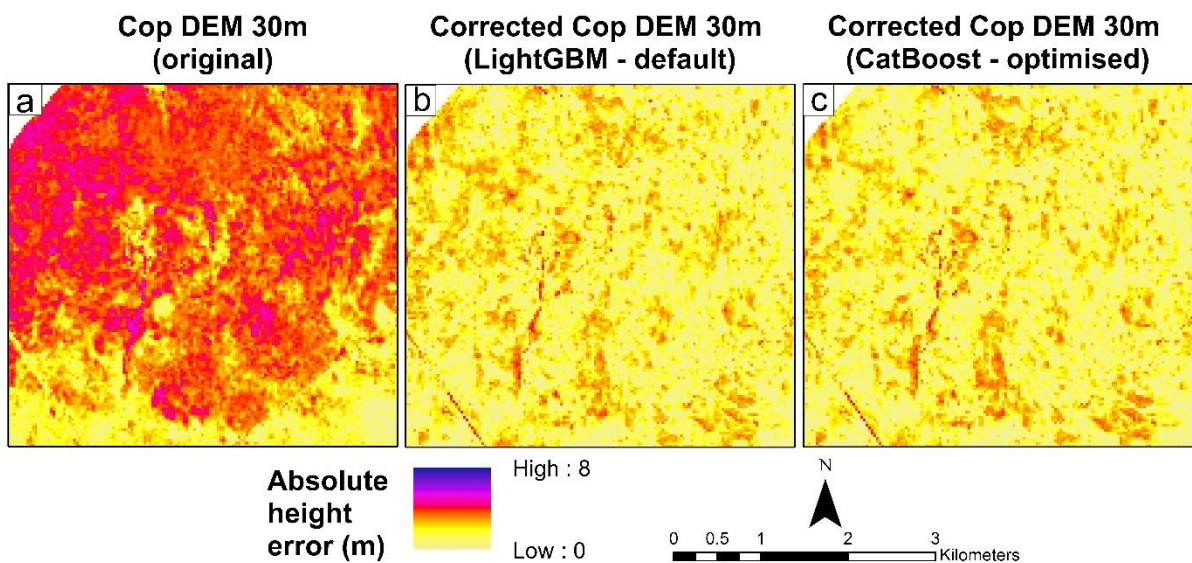 Cop DEM 30m
(original)
Corrected Cop DEM 30m
(LightGBM - default)
Corrected Cop DEM 30m
(CatBoost - optimised)
a
b
c
Absolute
height
error (m)
High : 8
Low : 0
N
0 0.5 1 2 3
Kilometers